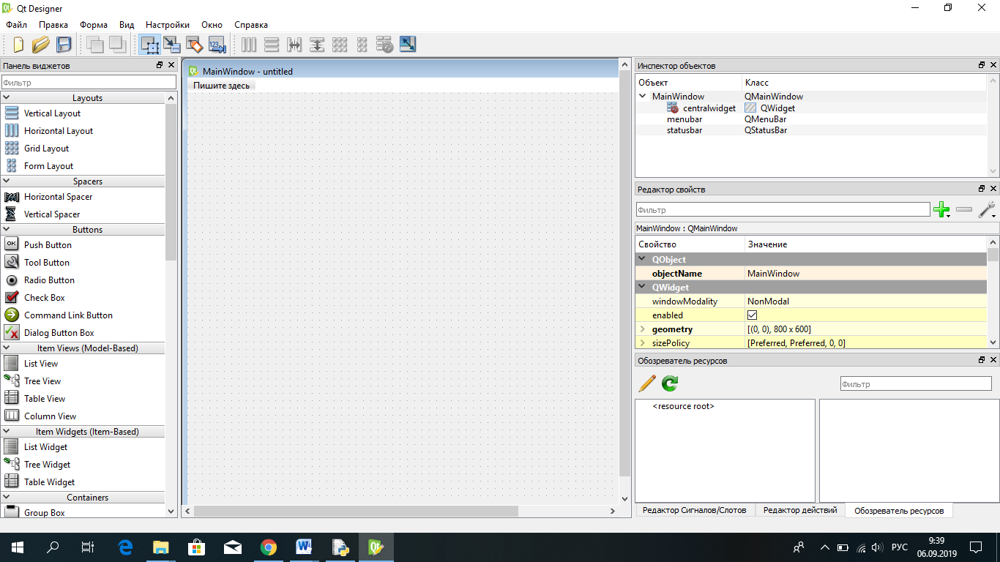 Qt Designer
Файл Правка Форма Вид Настройки Окно Справка
Панель виджетов
Фильтр
Layouts
Vertical Layout
Horizontal Layout
Grid Layout
Form Layout
Spacers
Horizontal Spacer
Vertical Spacer
Buttons
OK Push Button
Tool Button
Radio Button
Check Box
Command Link Button
Dialog Button Box
Item Views (Model-Based)
List View
Tree View
Table View
Column View
Item Widgets (Item-Based)
List Widget
Tree Widget
Table Widget
Containers
Group Box
MainWindow - untitled
Пишите здесь
Инспектор объектов
Объект Класс
MainWindow QMainWindow
centralwidget QWidget
menubar QMenuBar
statusbar QStatusBar
Редактор свойств
Фильтр
MainWindow : QMainWindow
Свойство Значение
QObject
objectName MainWindow
QWidget
windowModality NonModal
enabled
geometry [(0, 0), 800 x 600]
sizePolicy [Preferred, Preferred, 0, 0]
Обозреватель ресурсов
Фильтр
<resource root>
Редактор Сигналов/Слотов Редактор действий Обозреватель ресурсов
РУС
9:39
06.09.2019